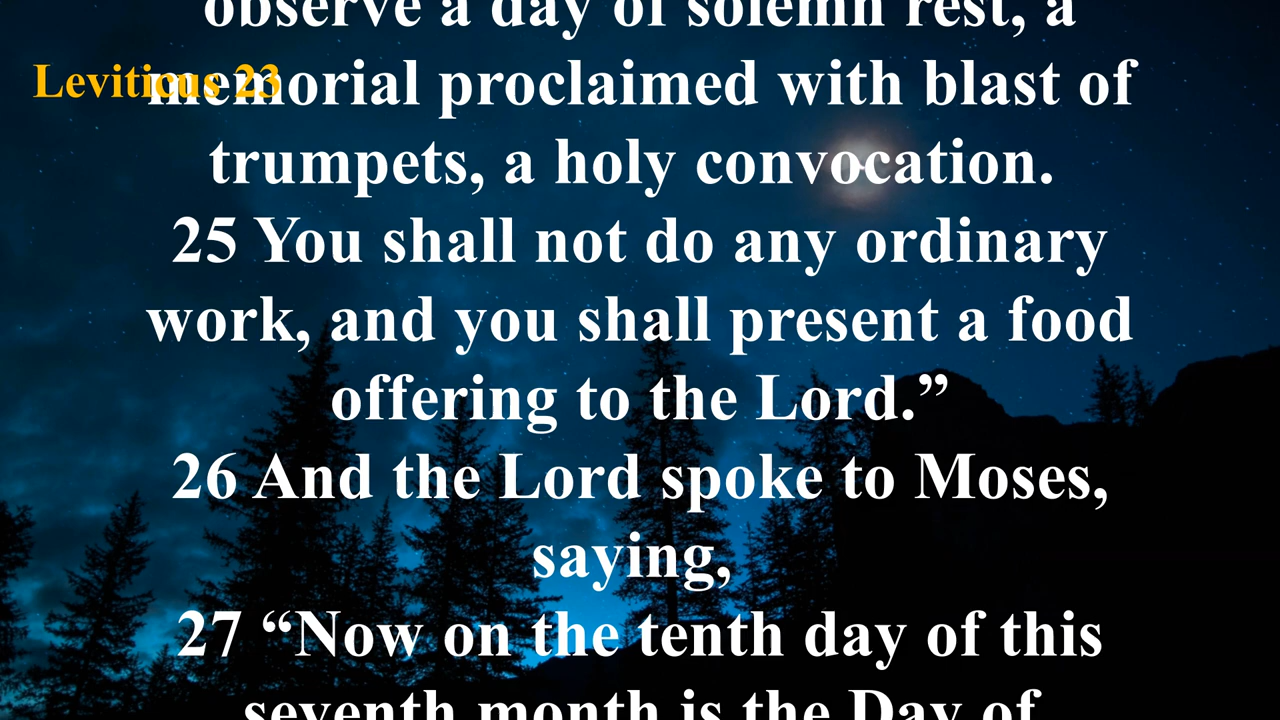 observe a day of solemn rest, a
Leviticus 23
memorial proclaimed with blast of
trumpets, a holy convocation.
25 You shall not do any ordinary
work, and you shall present a food
offering to the Lord.”
26 And the Lord spoke to Moses,
saying,
27 “Now on the tenth day of this
seventh month is the Day of